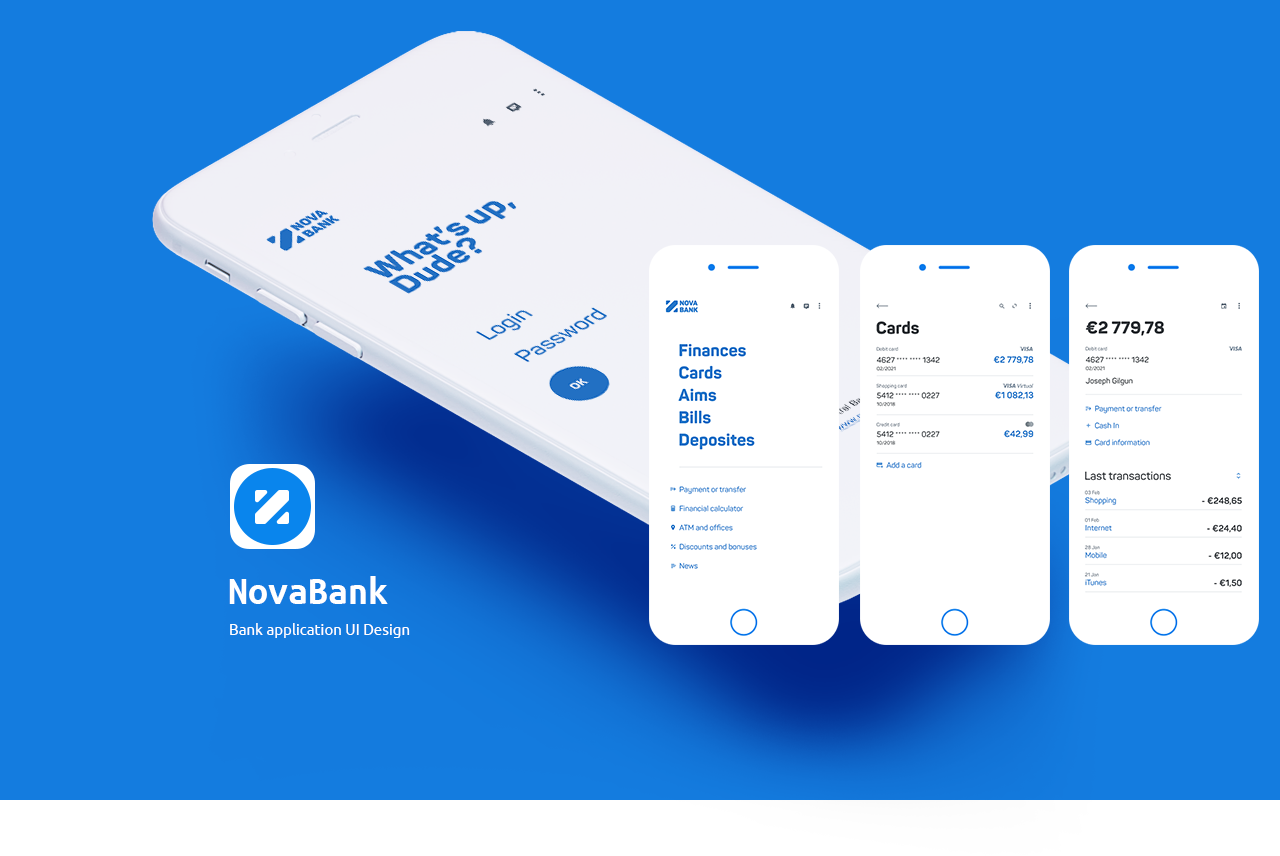 NOVA
BANK
What's up,
Dude?
Login
Password
OK
NovaBank
Bank application UI Design
NOVA
BANK
Finances
Cards
Aims
Bills
Deposites
Payment or transfer
Financial calculator
ATM and offices
Discounts and bonuses
News
Cards
Debit card VISA
4627 **** **** 1342 €2 779,78
02/2021
Shopping card VISA Virtual
5412 **** **** 0227 €1 082,13
10/2018
Credit card
5412 **** **** 0227 €42,99
10/2018
Add a card
€2 779,78
Debit card VISA
4627 **** **** 1342
02/2021
Joseph Gilgun
Payment or transfer
Cash In
Card information
Last transactions
03 Feb
Shopping - €248,65
01 Feb
Internet - €24,40
29 Jan
Mobile - €12,00
21 Jan
iTunes - €1,50